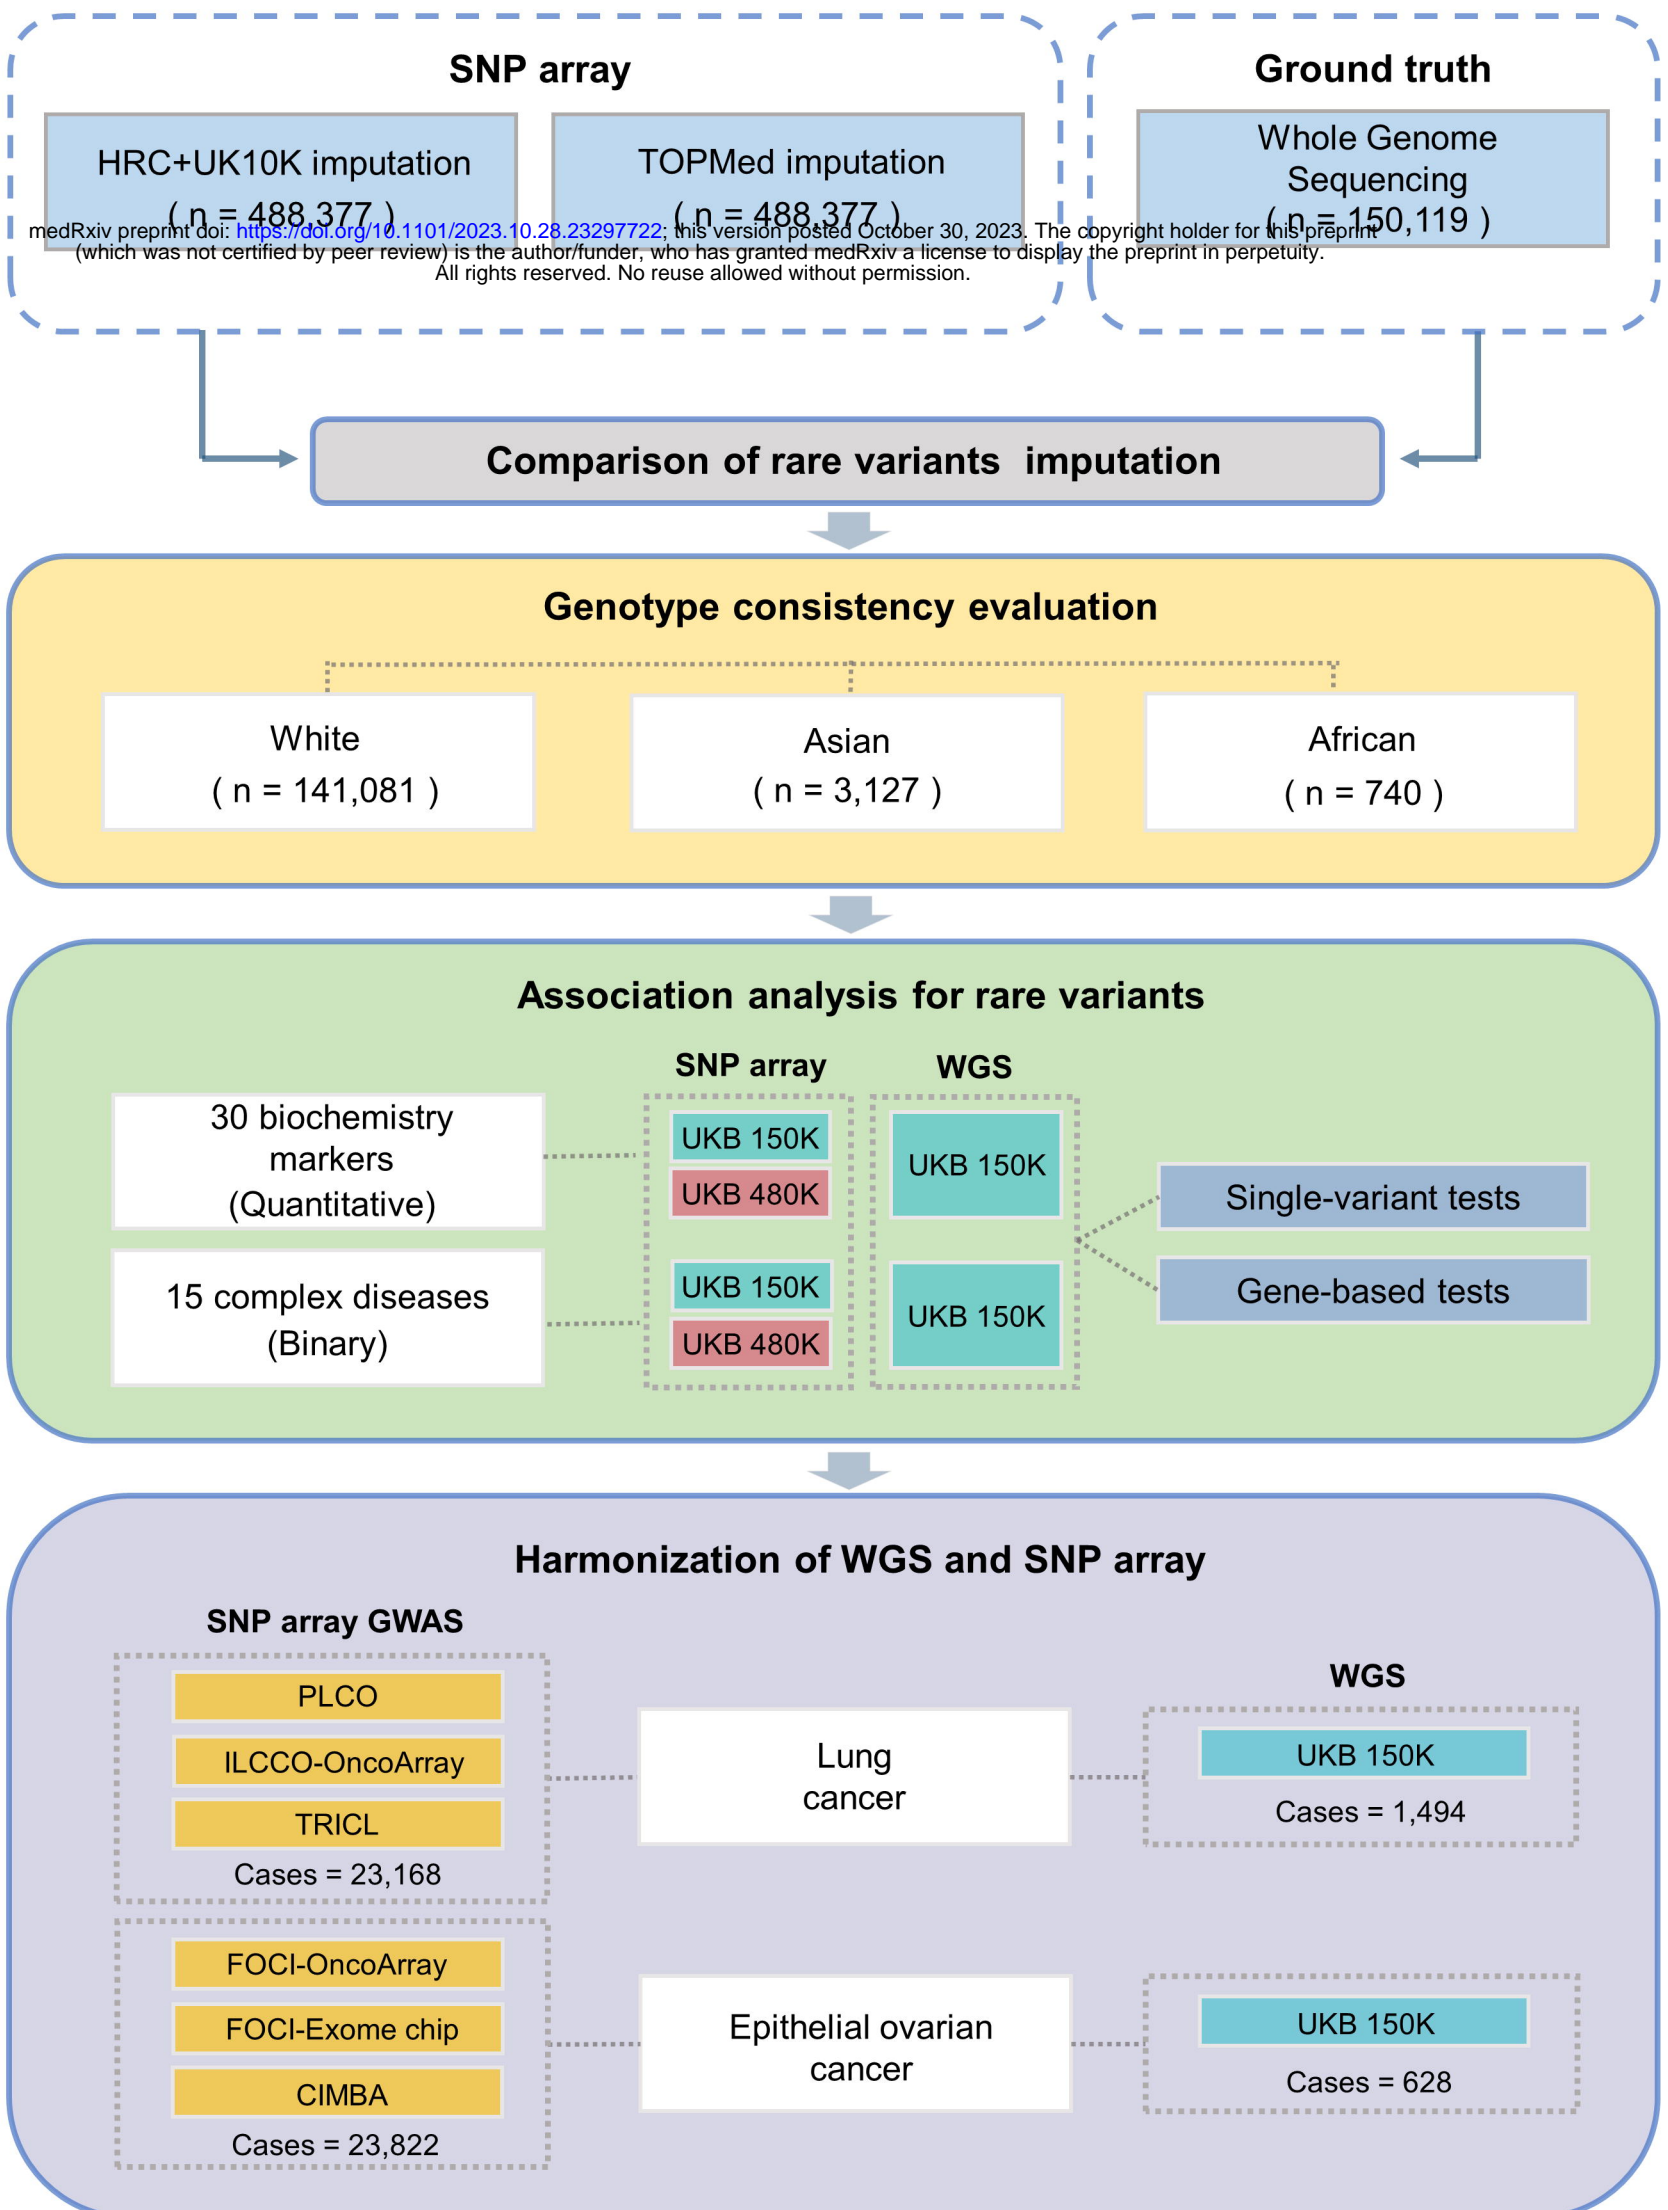 SNP array
Ground truth
HRC+UK10K imputation
( n = 488,377 )
TOPMed imputation
( n = 488,377 )
Whole Genome
Sequencing
( n = 150,119 )
medRxiv preprint doi: https://doi.org/10.1101/2023.10.28.23297722; this version posted October 30, 2023. The copyright holder for this preprint
(which was not certified by peer review) is the author/funder, who has granted medRxiv a license to display the preprint in perpetuity.
All rights reserved. No reuse allowed without permission.
Comparison of rare variants imputation
Genotype consistency evaluation
White
( n = 141,081 )
Asian
( n = 3,127 )
African
( n = 740 )
Association analysis for rare variants
SNP array
WGS
30 biochemistry
markers
(Quantitative)
UKB 150K
UKB 480K
UKB 150K
15 complex diseases
(Binary)
UKB 150K
UKB 480K
UKB 150K
Single-variant tests
Gene-based tests
Harmonization of WGS and SNP array
SNP array GWAS
PLCO
ILCCO-OncoArray
TRICL
Cases = 23,168
Lung
cancer
WGS
UKB 150K
Cases = 1,494
FOCI-OncoArray
FOCI-Exome chip
CIMBA
Cases = 23,822
Epithelial ovarian
cancer
UKB 150K
Cases = 628